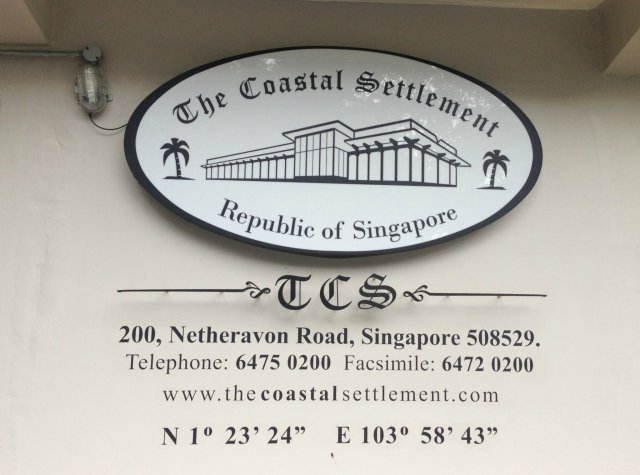 The Coastal Settlement
Republic of Singapore
TCS
200, Netheravon Road, Singapore 508529.
Telephone: 6475 0200 Facsimile: 6472 0200
www.thecoastalsettlement.com
N 1º 23’ 24” E 103º 58’ 43”